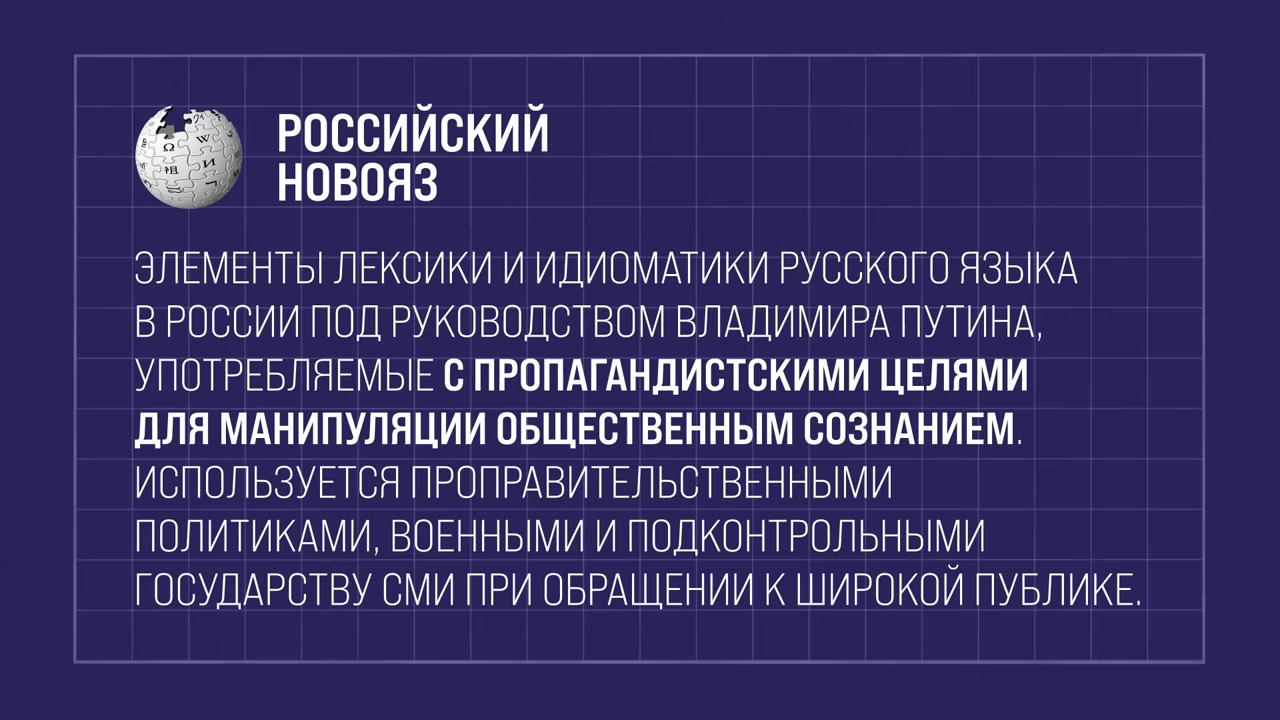 РОССИЙСКИЙ
НОВОЯЗ
ЭЛЕМЕНТЫ ЛЕКСИКИ И ИДИОМАТИКИ РУССКОГО ЯЗЫКА
В РОССИИ ПОД РУКОВОДСТВОМ ВЛАДИМИРА ПУТИНА,
УПОТРЕБЛЯЕМЫЕ С ПРОПАГАНДИСТСКИМИ ЦЕЛЯМИ
ДЛЯ МАНИПУЛЯЦИИ ОБЩЕСТВЕННЫМ СОЗНАНИЕМ.
ИСПОЛЬЗУЕТСЯ ПРОПРАВИТЕЛЬСТВЕННЫМИ
ПОЛИТИКАМИ, ВОЕННЫМИ И ПОДКОНТРОЛЬНЫМИ
ГОСУДАРСТВУ СМИ ПРИ ОБРАЩЕНИИ К ШИРОКОЙ ПУБЛИКЕ.